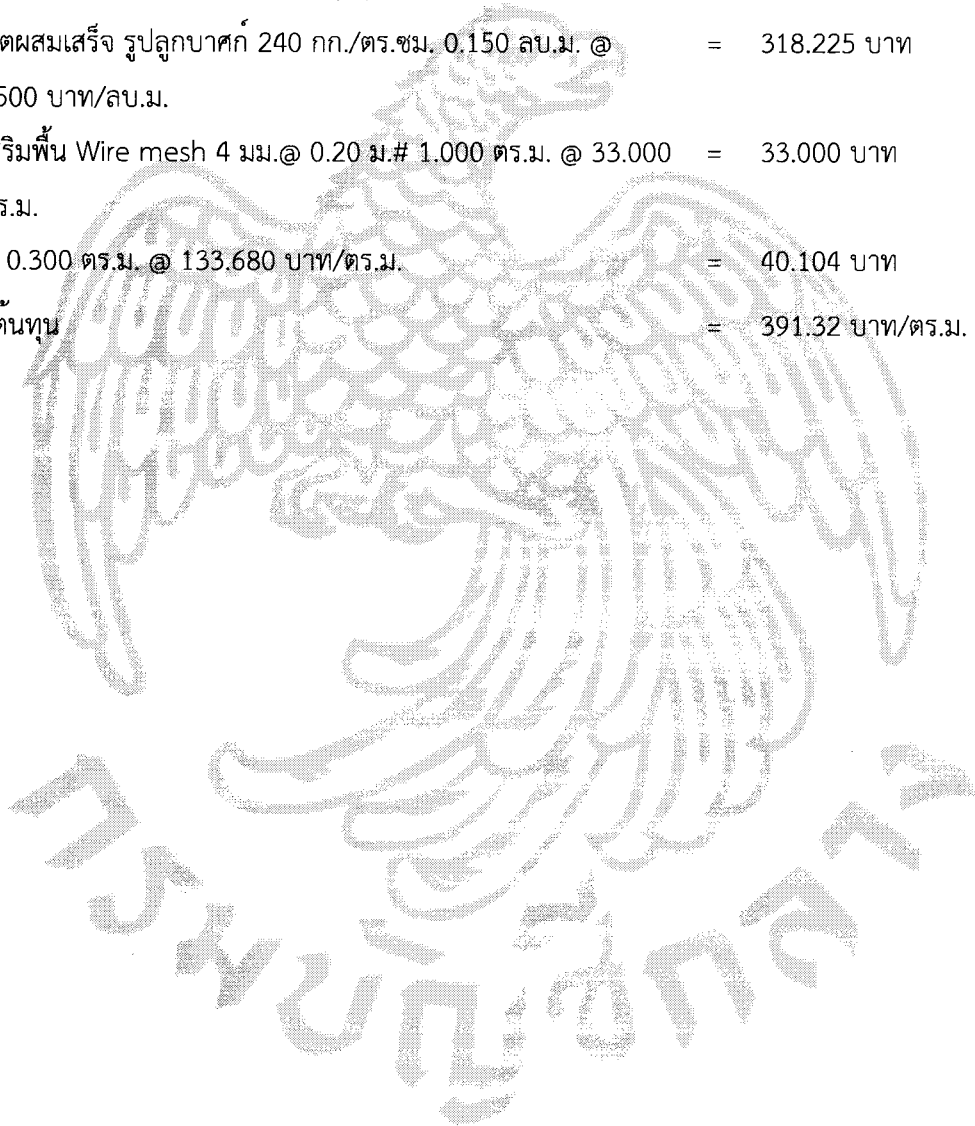 ตผสมเสร็จ รูปลูกบาศก์ 240 กก./ตร.ซม. 0.150 ลบ.ม. @ = 318.225 บาท
500 บาท/ลบ.ม.
ริมพื้น Wire mesh 4 มม.@ 0.20 ม.# 1.000 ตร.ม. @ 33.000 = 33.000 บาท
ร.ม.
0.300 ตร.ม. @ 133.680 บาท/ตร.ม. = 40.104 บาท
ต้นทุน = 391.32 บาท/ตร.ม.
กรมบัญชีกลาง